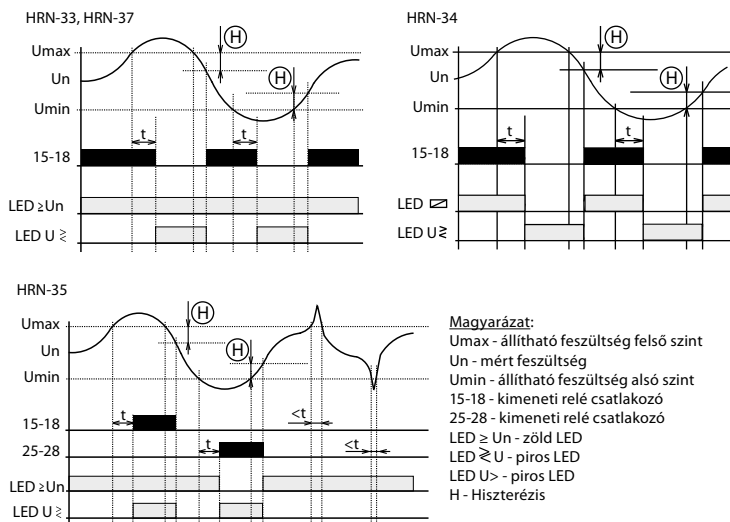 HRN-33, HRN-37
Umax
Un
Umin
H
H
t
t
15-18
LED ≥Un
LED U ≷
HRN-34
Umax
Un
Umin
H
H
t
t
15-18
LED
LED U≷
HRN-35
Umax
Un
Umin
H
H
t
<t
15-18
t
<t
25-28
LED ≥Un
LED U ≷
Magyarázat:
Umax - állítható feszültség felső szint
Un - mért feszültség
Umin - állítható feszültség alsó szint
15-18 - kimeneti relé csatlakozó
25-28 - kimeneti relé csatlakozó
LED ≥ Un - zöld LED
LED ≷ U - piros LED
LED U> - piros LED
H - Hiszterézis